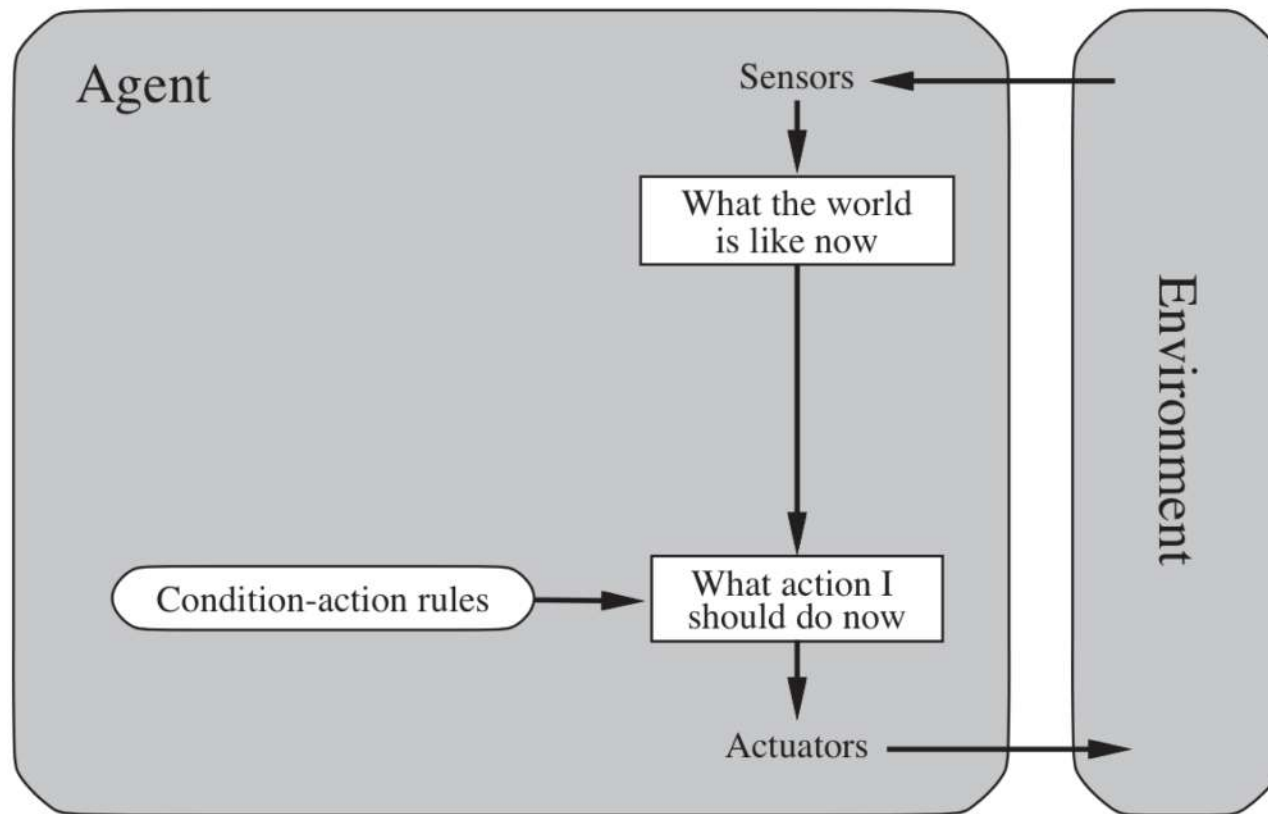 Agent
Sensors
What the world
is like now
Environment
Condition-action rules
What action I
should do now
Actuators